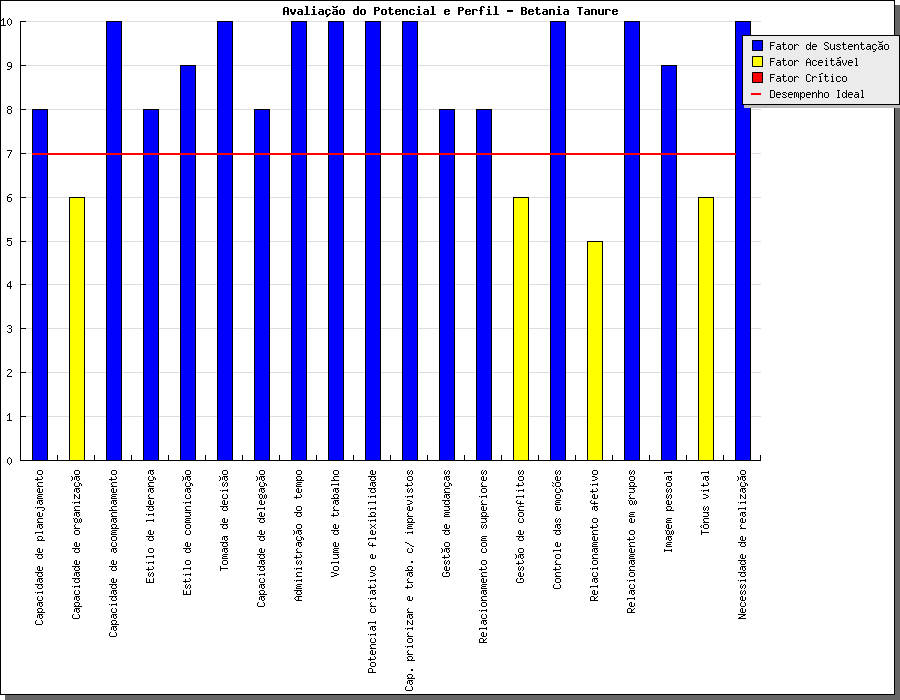 Avaliação do Potencial e Perfil - Betania Tanure
10
9
8
7
6
5
4
3
2
1
0
Fator de Sustentação
Fator Aceitável
Fator Crítico
Desempenho Ideal
Capacidade de planejamento
Capacidade de organização
Capacidade de acompanhamento
Estilo de liderança
Estilo de comunicação
Tomada de decisão
Capacidade de delegação
Administração do tempo
Volume de trabalho
Potencial criativo e flexibilidade
Cap. priorizar e trab. c/ imprevistos
Gestão de mudanças
Relacionamento com superiores
Gestão de conflitos
Controle das emoções
Relacionamento afetivo
Relacionamento em grupos
Imagem pessoal
Tônus vital
Necessidade de realização